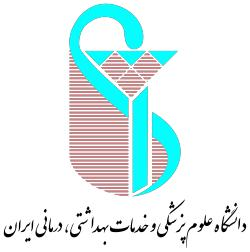 دانشگاه علوم پزشکی و خدمات بهداشتی، درمانی ایران